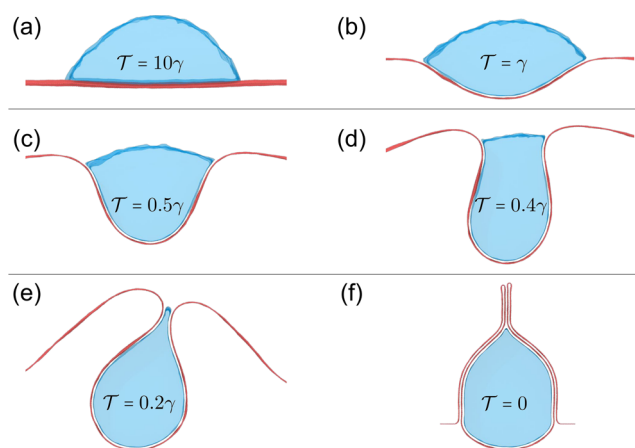 (a)
𝒯 = 10γ
(b)
𝒯 = γ
(c)
𝒯 = 0.5γ
(d)
𝒯 = 0.4γ
(e)
𝒯 = 0.2γ
(f)
𝒯 = 0